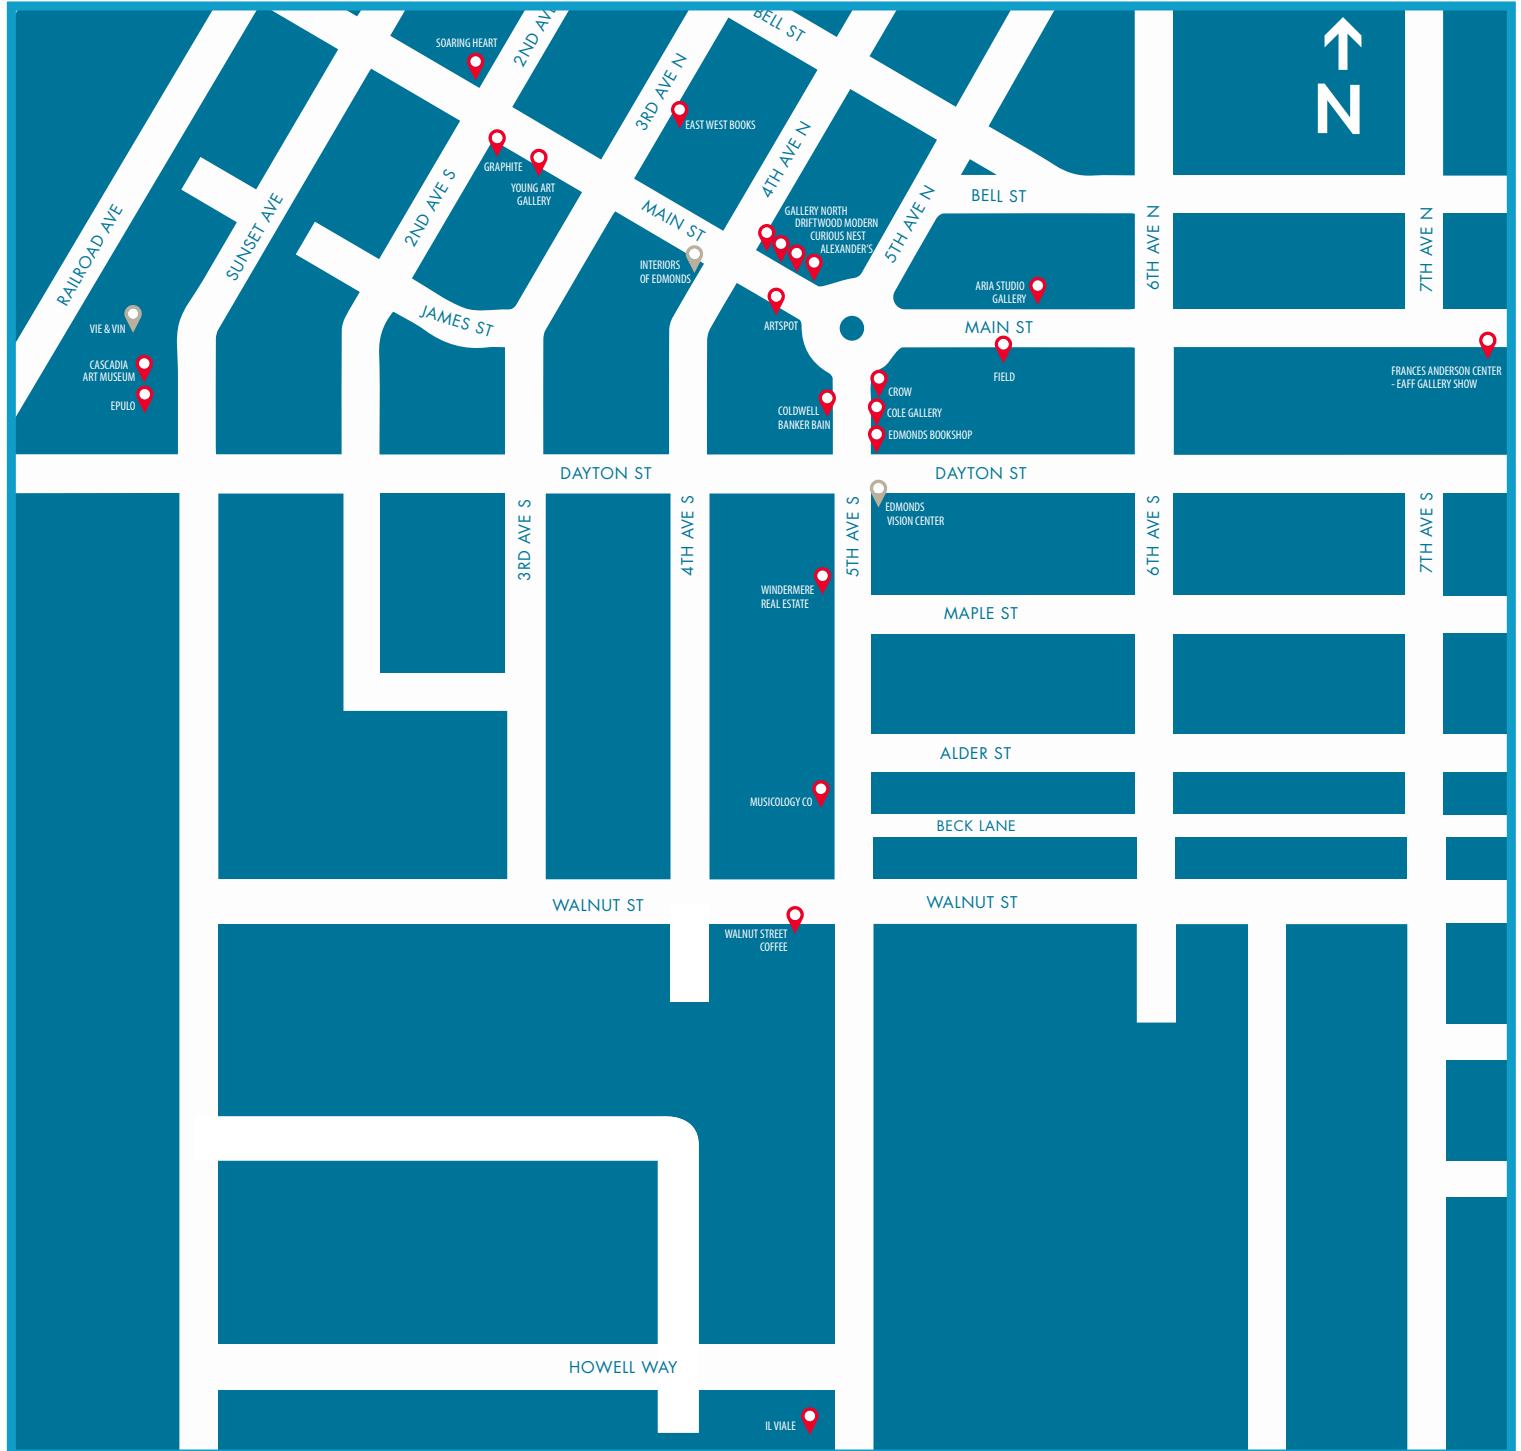 BELL ST
2ND AVE
SOARING HEART
3RD AVE N
N
EAST WEST BOOKS
4TH AVE N
GRAPHITE
YOUNG ART
GALLERY
2ND AVE S
MAIN ST
BELL ST
GALLERY NORTH
DRIFTWOOD MODERN
CURIOUS NEST
ALEXANDER'S
5TH AVE N
6TH AVE N
7TH AVE N
RAILROAD AVE
SUNSET AVE
INTERIORS
OF EDMONDS
ARIA STUDIO
GALLERY
JAMES ST
VIE & VIN
ARTSPOT
MAIN ST
CASCADIA
ART MUSEUM
EPULO
FIELD
FRANCES ANDERSON CENTER
- EAFF GALLERY SHOW
CROW
COLDWELL
BANKER BAIN
COLE GALLERY
EDMONDS BOOKSHOP
DAYTON ST
DAYTON ST
EDMONDS
VISION CENTER
3RD AVE S
4TH AVE S
5TH AVE S
6TH AVE S
7TH AVE S
WINDERMERE
REAL ESTATE
MAPLE ST
ALDER ST
MUSICOLOGY CO
BECK LANE
WALNUT ST
WALNUT ST
WALNUT STREET
COFFEE
HOWELL WAY
IL VIALE